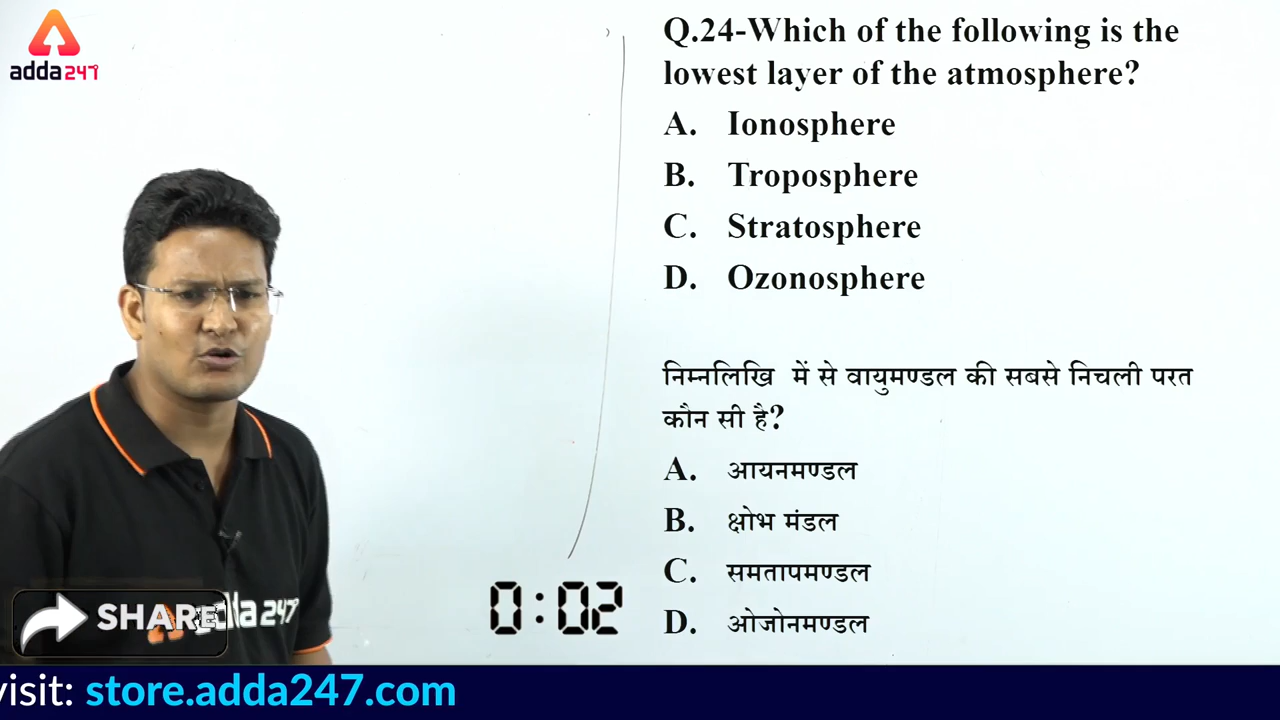 adda247
Q.24-Which of the following is the
lowest layer of the atmosphere?
A. Ionosphere
B. Troposphere
C. Stratosphere
D. Ozonosphere
निम्नलिखि में से वायुमण्डल की सबसे निचली परत
कौन सी है?
A. आयनमण्डल
B. क्षोभ मंडल
C. समतापमण्डल
D. ओजोनमण्डल
0:02
SHARE
adda 247
visit: store.adda247.com